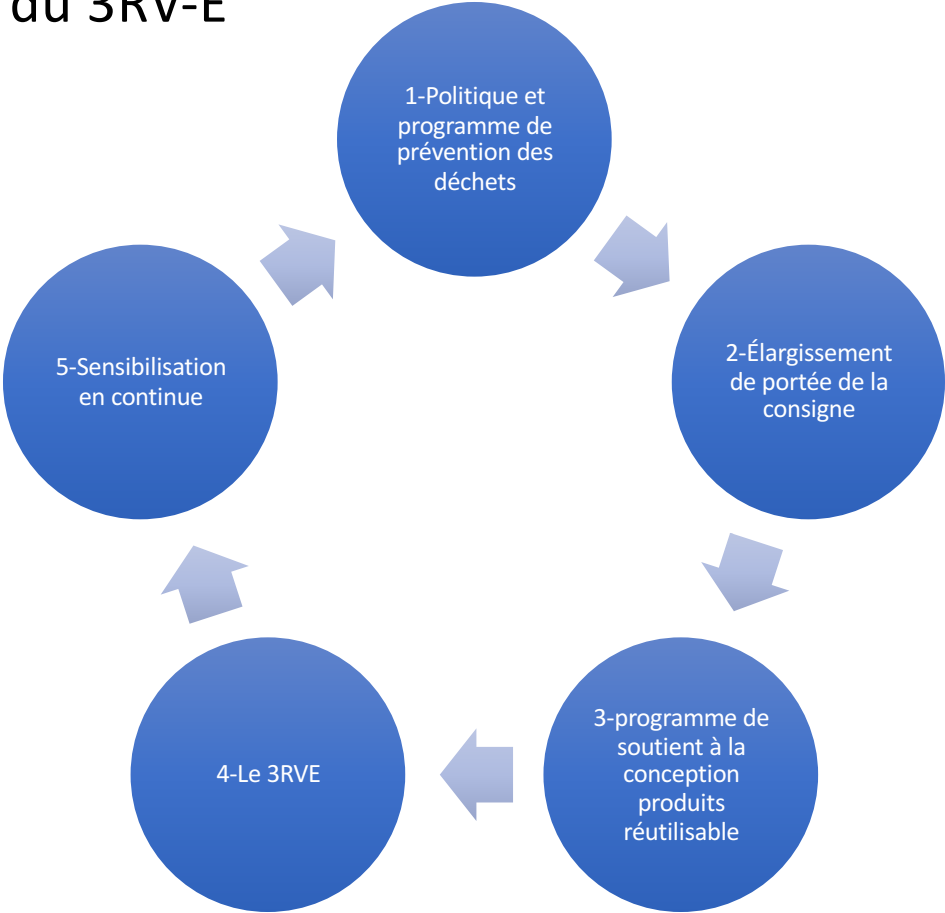 du 3RV-E
1-Politique et
programme de
prévention des
déchets
2-Élargissement
de portée de la
consigne
3-programme de
soutient à la
conception
produits
réutilisable
4-Le 3RVE
5-Sensibilisation
en continue